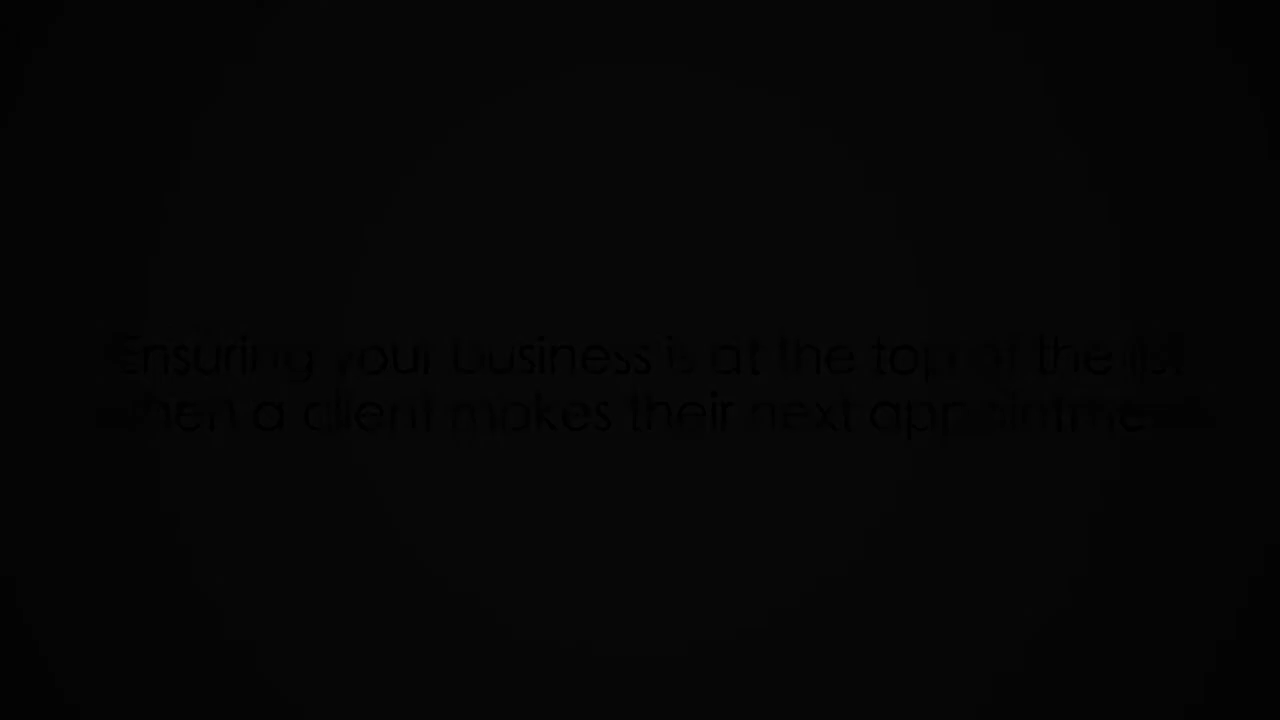 Ensuring your business is at the top of the list
when a client makes their next appointment